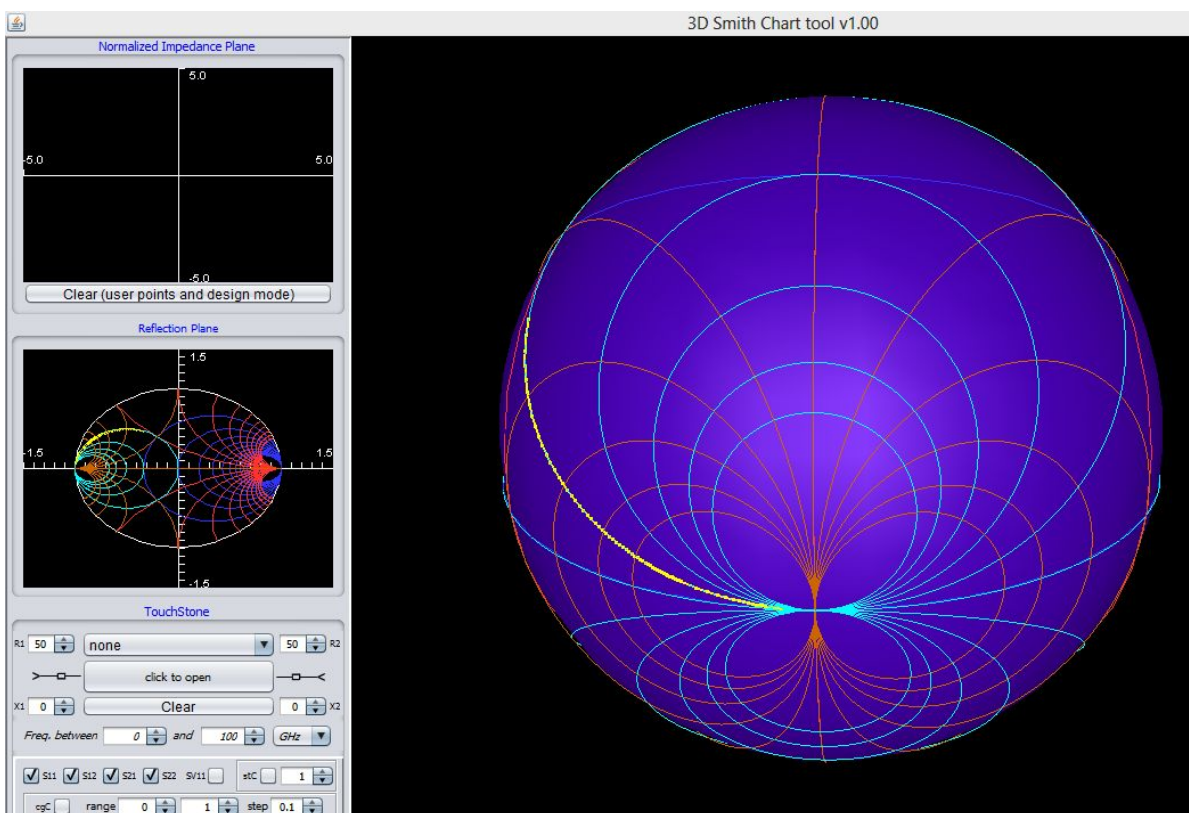 3D Smith Chart tool v1.00
Normalized Impedance Plane
5.0
-5.0 5.0
-5.0
Clear (user points and design mode)
Reflection Plane
1.5
-1.5 1.5
-1.5
TouchStone
R1 50 none 50 R2
click to open
X1 0 Clear 0 X2
Freq. between 0 and 100 GHz
S11 S12 S21 S22 SV11 stC 1
cgC range 0 1 step 0.1